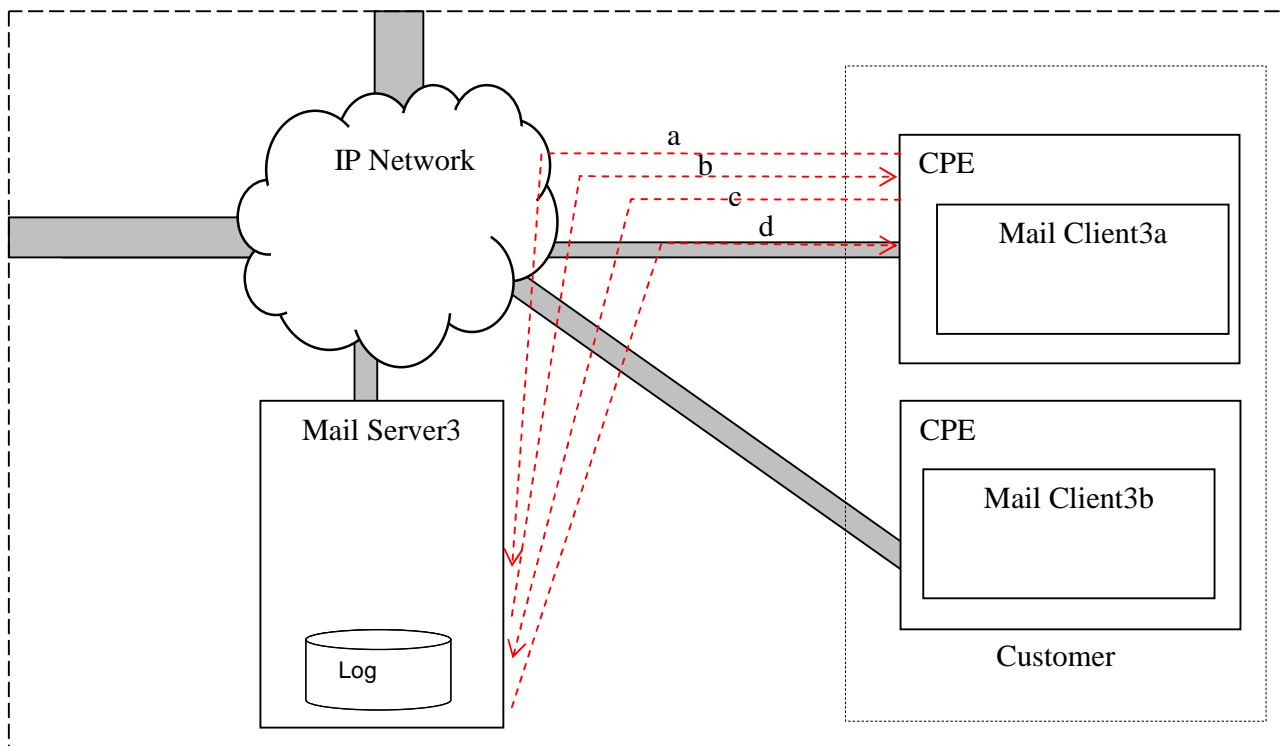 a
IP Network
b
CPE
c
d
Mail Client3a
Mail Server3
CPE
Mail Client3b
Log
Customer